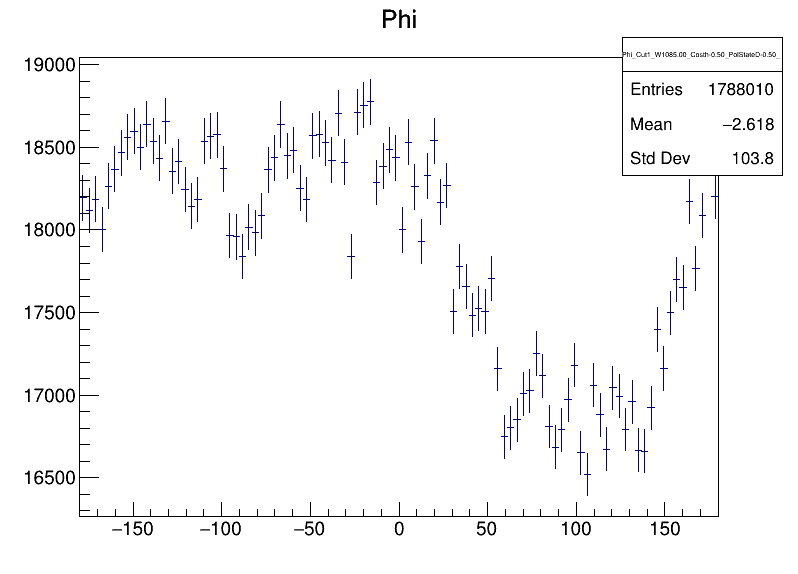 Phi
Phi_Cut1_W1085.00_Costh-0.50_PolStateD-0.50_
Entries 1788010
Mean −2.618
Std Dev 103.8
19000
18500
18000
17500
17000
16500
−150 −100 −50 0 50 100 150